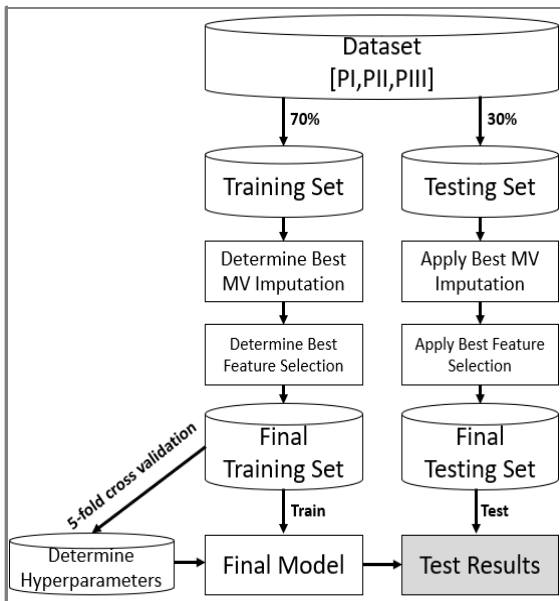 Dataset
[PI,PII,PIII]
70%
30%
Training Set
Testing Set
Determine Best
MV Imputation
Apply Best MV
Imputation
Determine Best
Feature Selection
Apply Best Feature
Selection
5-fold cross validation
Final
Training Set
Final
Testing Set
Train
Test
Determine
Hyperparameters
Final Model
Test Results